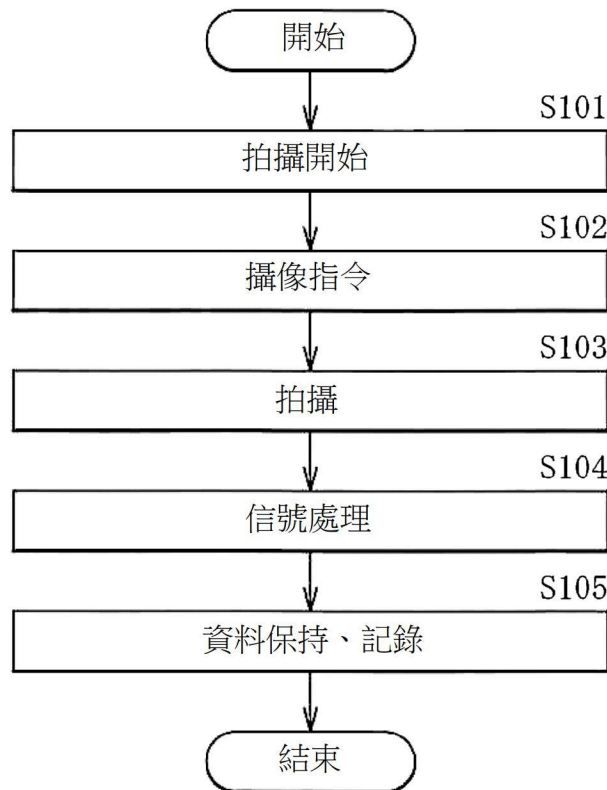 開始
S101
拍攝開始
S102
攝像指令
S103
拍攝
S104
信號處理
S105
資料保持、記錄
結束